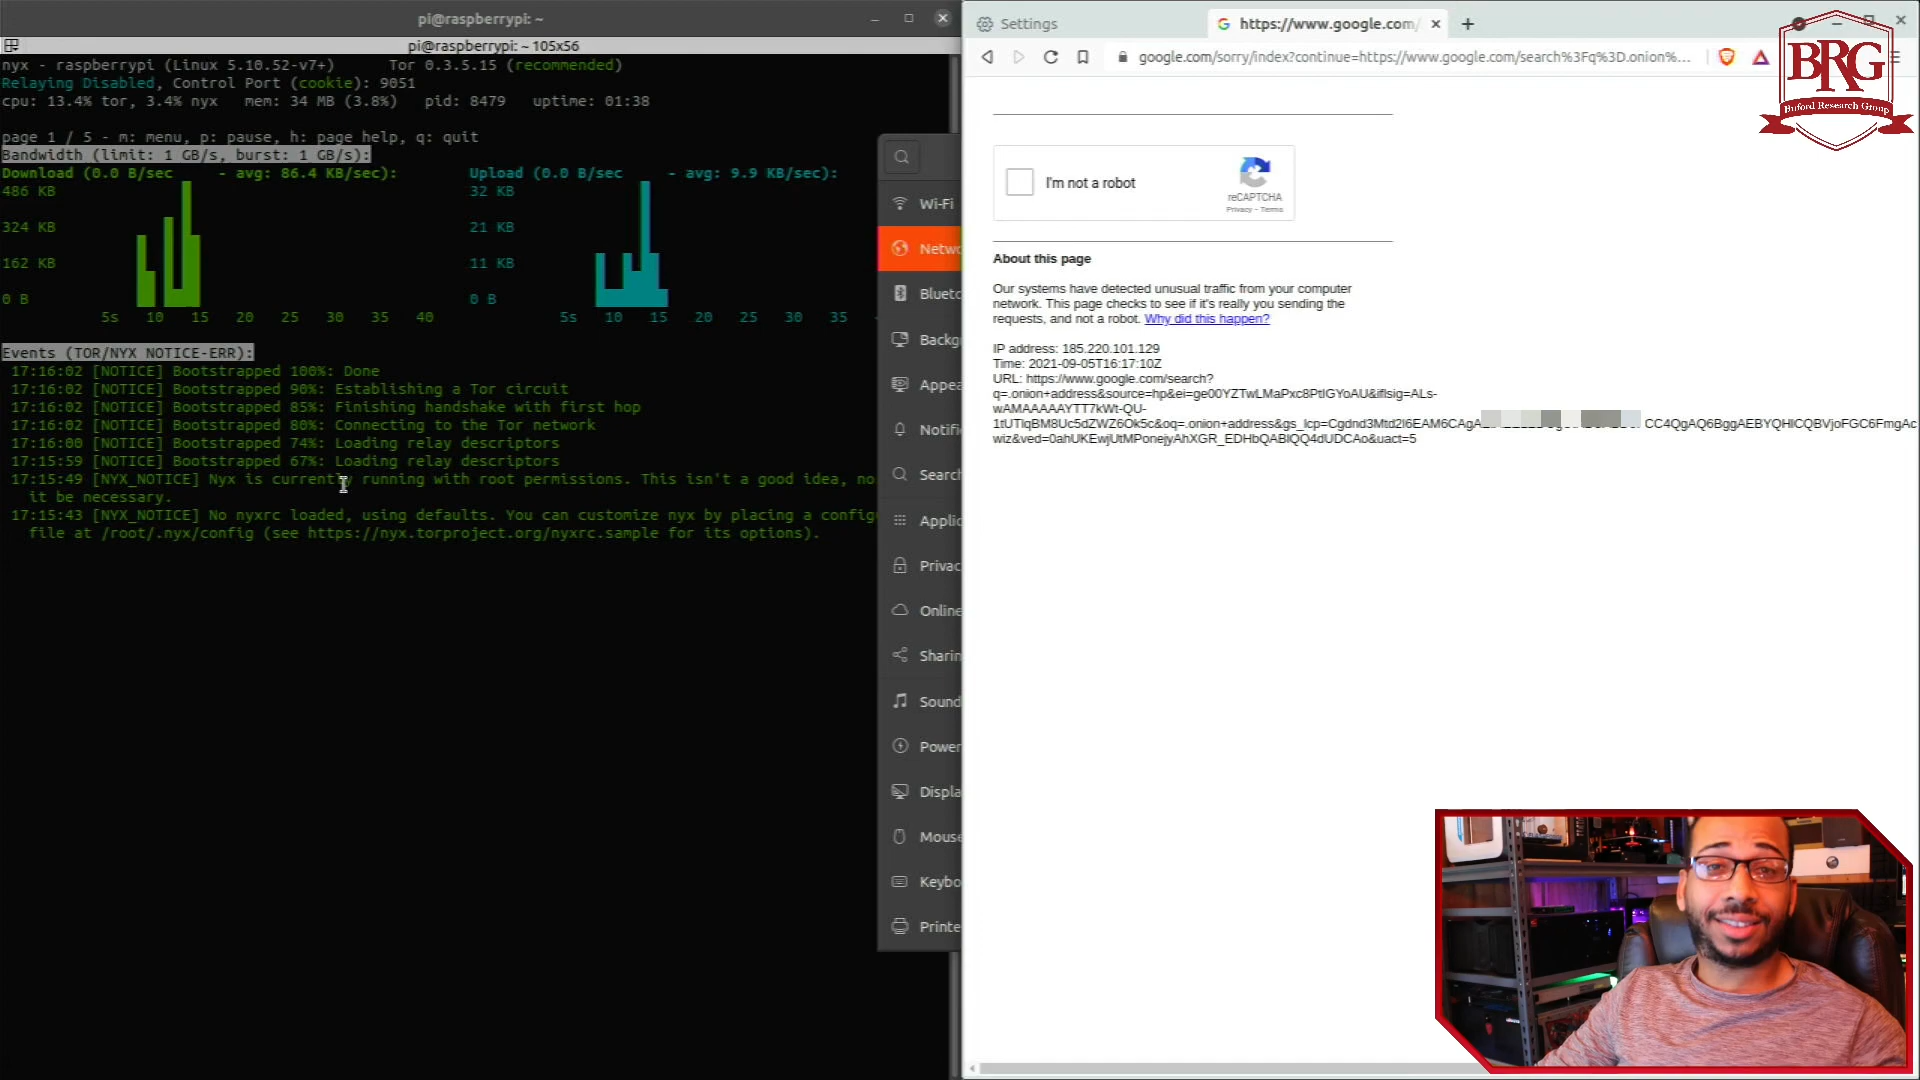 pi@raspberrypi: ~
pi@raspberrypi: ~ 105x56
nyx - raspberrypi (Linux 5.10.52-v7+) Tor 0.3.5.15 (recommended)
Relaying Disabled, Control Port (cookie): 9051
cpu: 13.4% tor, 3.4% nyx mem: 34 MB (3.8%) pid: 8479 uptime: 01:38
page 1 / 5 - m: menu, p: pause, h: page help, q: quit
Bandwidth (limit: 1 GB/s, burst: 1 GB/s):
Download (0.0 B/sec - avg: 86.4 KB/sec): Upload (0.0 B/sec - avg: 9.9 KB/sec):
486 KB 32 KB
324 KB 21 KB
162 KB 11 KB
0 B 0 B
5s 10 15 20 25 30 35 40 5s 10 15 20 25 30 35
Events (TOR/NYX NOTICE-ERR):
17:16:02 [NOTICE] Bootstrapped 100%: Done
17:16:02 [NOTICE] Bootstrapped 90%: Establishing a Tor circuit
17:16:02 [NOTICE] Bootstrapped 85%: Finishing handshake with first hop
17:16:02 [NOTICE] Bootstrapped 80%: Connecting to the Tor network
17:16:00 [NOTICE] Bootstrapped 74%: Loading relay descriptors
17:15:59 [NOTICE] Bootstrapped 67%: Loading relay descriptors
17:15:49 [NYX_NOTICE] Nyx is currently running with root permissions. This isn't a good idea, no
it be necessary.
17:15:43 [NYX_NOTICE] No nyxrc loaded, using defaults. You can customize nyx by placing a config
file at /root/.nyx/config (see https://nyx.torproject.org/nyxrc.sample for its options).
Wi-Fi
Netwo
Blueto
Backg
Appea
Notifi
Search
Applic
Privac
Online
Sharin
Sound
Power
Displa
Mouse
Keybo
Printe
Settings
https://www.google.com/
google.com/sorry/index?continue=https://www.google.com/search%3Fq%3D.onion%...
BRG
Buford Research Group
I'm not a robot
reCAPTCHA
Privacy - Terms
About this page
Our systems have detected unusual traffic from your computer
network. This page checks to see if it's really you sending the
requests, and not a robot. Why did this happen?
IP address: 185.220.101.129
Time: 2021-09-05T16:17:10Z
URL: https://www.google.com/search?
q=.onion+address&source=hp&ei=ge00YZTwLMaPxc8PtIGYoAU&iflsig=ALs-
wAMAAAAAYTT7kWt-QU-
1tUTlqBM8Uc5dZWZ6Ok5c&oq=.onion+address&gs_lcp=Cgdnd3Mtd2l6EAM6CAgA CC4QgAQ6BggAEBYQHlCQBVjoFGC6FmgAc
wiz&ved=0ahUKEwjUtMPonejyAhXGR_EDHbQABlQQ4dUDCAo&uact=5